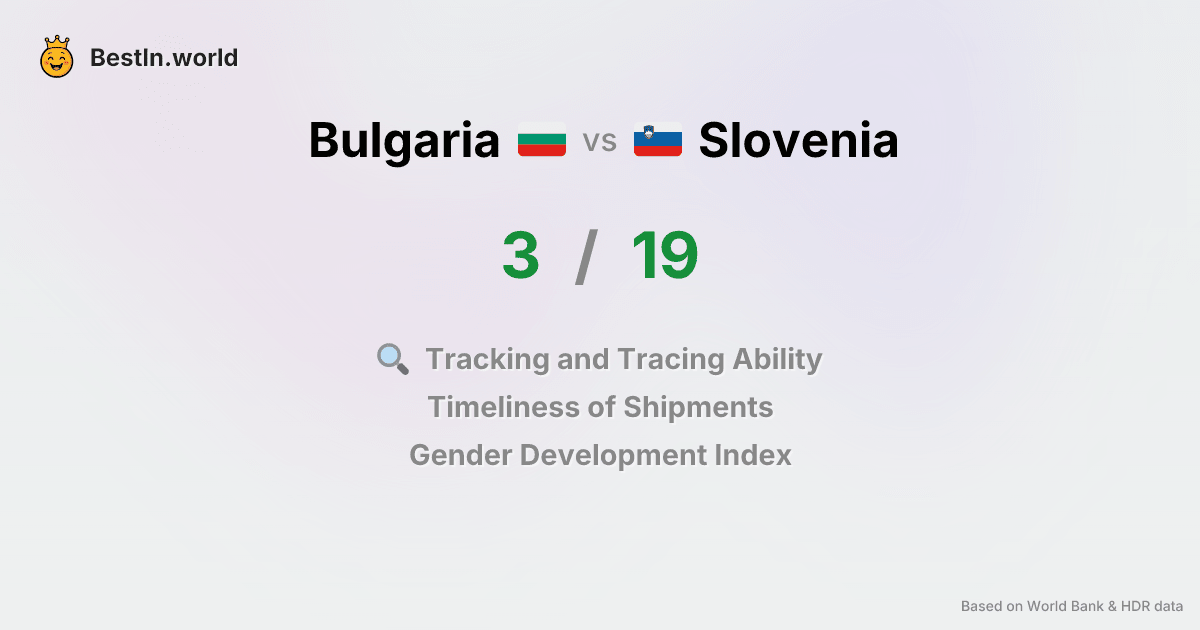 BestIn.world
Bulgaria vs Slovenia
3 / 19
Tracking and Tracing Ability
Timeliness of Shipments
Gender Development Index
Based on World Bank & HDR data